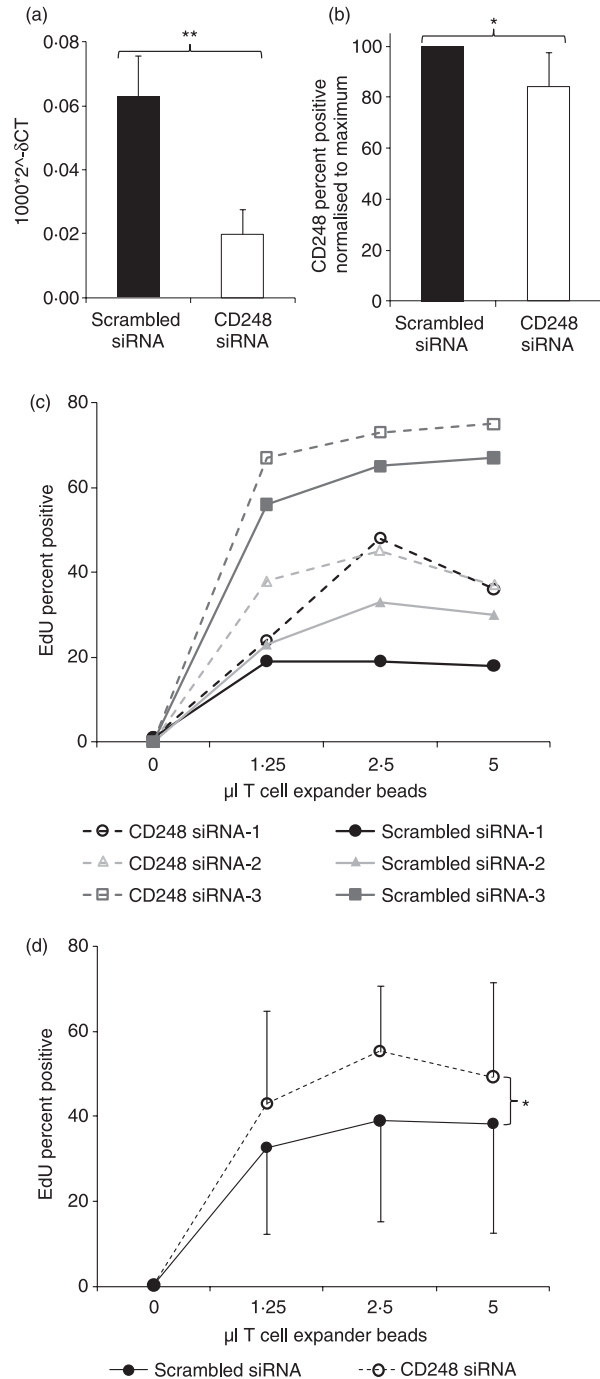 (a)
**
0·08
0·06
0·04
0·02
0·00
1000*2^-δCT
Scrambled
siRNA
CD248
siRNA
(b)
*
100
80
60
40
20
0
CD248 percent positive
normalised to maximum
Scrambled
siRNA
CD248
siRNA
(c)
80
60
40
20
0
EdU percent positive
0
1·25
2·5
5
µl T cell expander beads
CD248 siRNA-1
Scrambled siRNA-1
CD248 siRNA-2
Scrambled siRNA-2
CD248 siRNA-3
Scrambled siRNA-3
(d)
80
60
40
20
0
EdU percent positive
*
0
1·25
2·5
5
µl T cell expander beads
Scrambled siRNA
CD248 siRNA